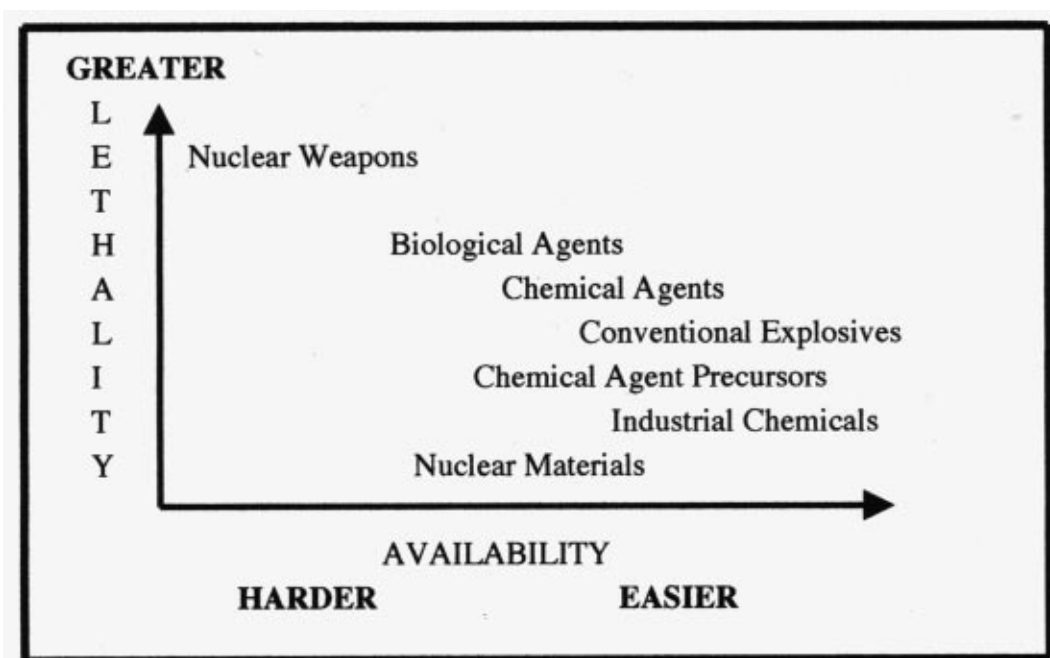 GREATER
LETHALITY
Nuclear Weapons
Biological Agents
Chemical Agents
Conventional Explosives
Chemical Agent Precursors
Industrial Chemicals
Nuclear Materials
AVAILABILITY
HARDER EASIER